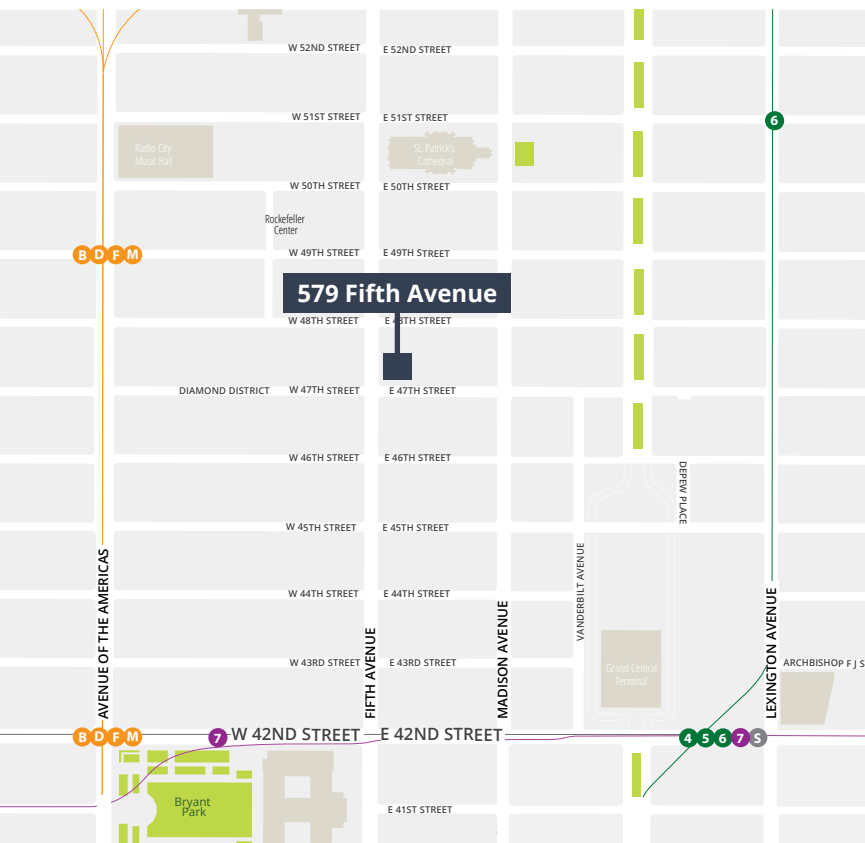 W 52ND STREET
E 52ND STREET
W 51ST STREET
E 51ST STREET
6
Radio City
Music Hall
St. Patrick's
Cathedral
W 50TH STREET
E 50TH STREET
Rockefeller
Center
B D F M
W 49TH STREET
E 49TH STREET
579 Fifth Avenue
W 48TH STREET
E 48TH STREET
DIAMOND DISTRICT
W 47TH STREET
E 47TH STREET
W 46TH STREET
E 46TH STREET
DEPEW PLACE
W 45TH STREET
E 45TH STREET
VANDERBILT AVENUE
AVENUE OF THE AMERICAS
W 44TH STREET
E 44TH STREET
FIFTH AVENUE
MADISON AVENUE
LEXINGTON AVENUE
W 43RD STREET
E 43RD STREET
Grand Central
Terminal
ARCHBISHOP F J S
B D F M
7
W 42ND STREET
E 42ND STREET
4 5 6 7 S
Bryant
Park
E 41ST STREET